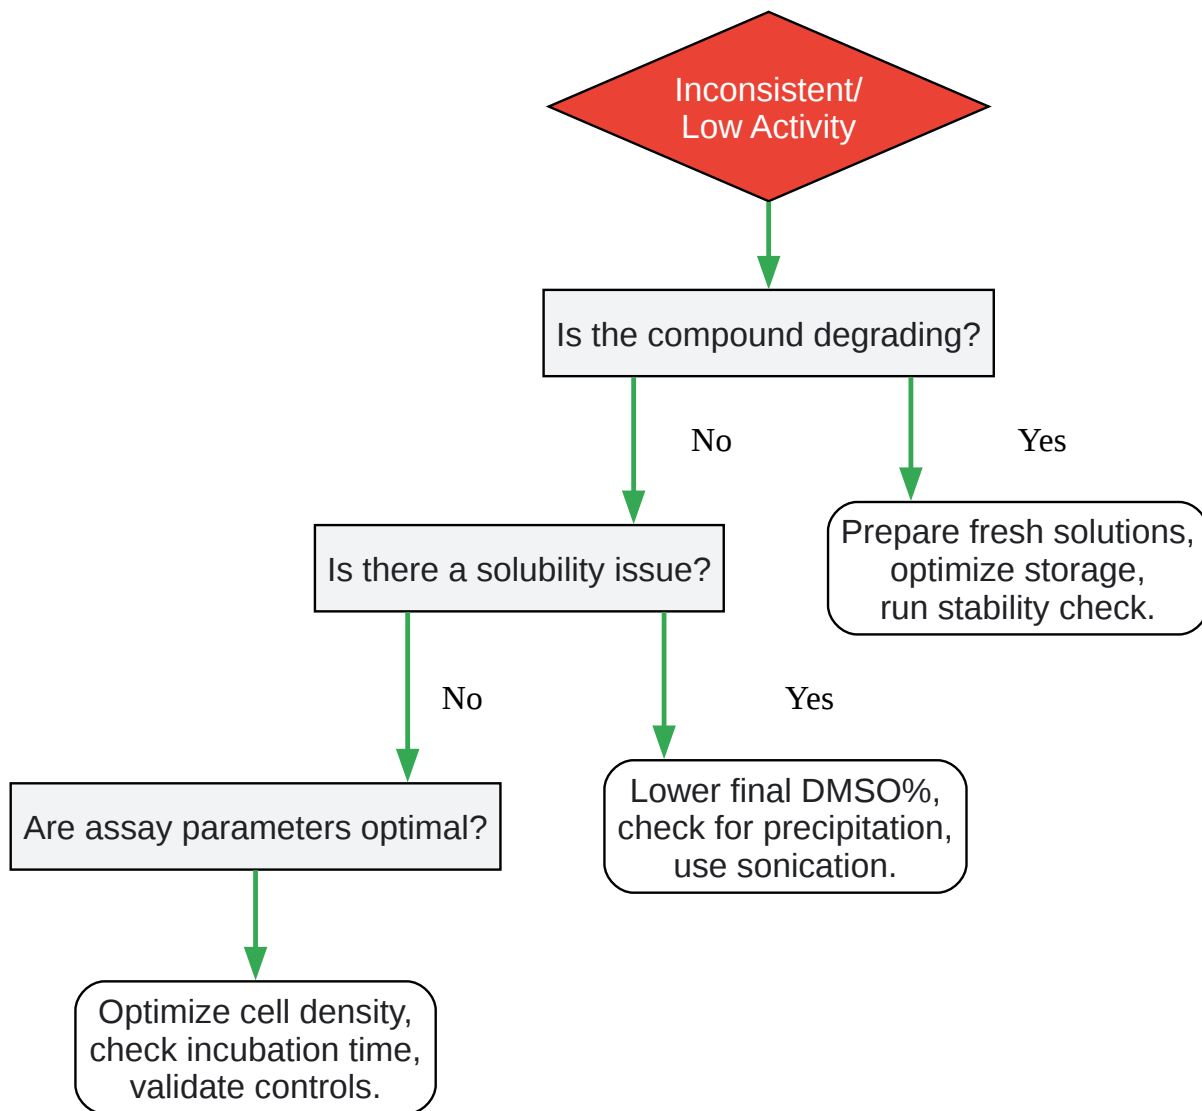 Inconsistent/
Low Activity
Is the compound degrading?
No
Yes
Prepare fresh solutions,
optimize storage,
run stability check.
Is there a solubility issue?
No
Yes
Lower final DMSO%,
check for precipitation,
use sonication.
Are assay parameters optimal?
Optimize cell density,
check incubation time,
validate controls.